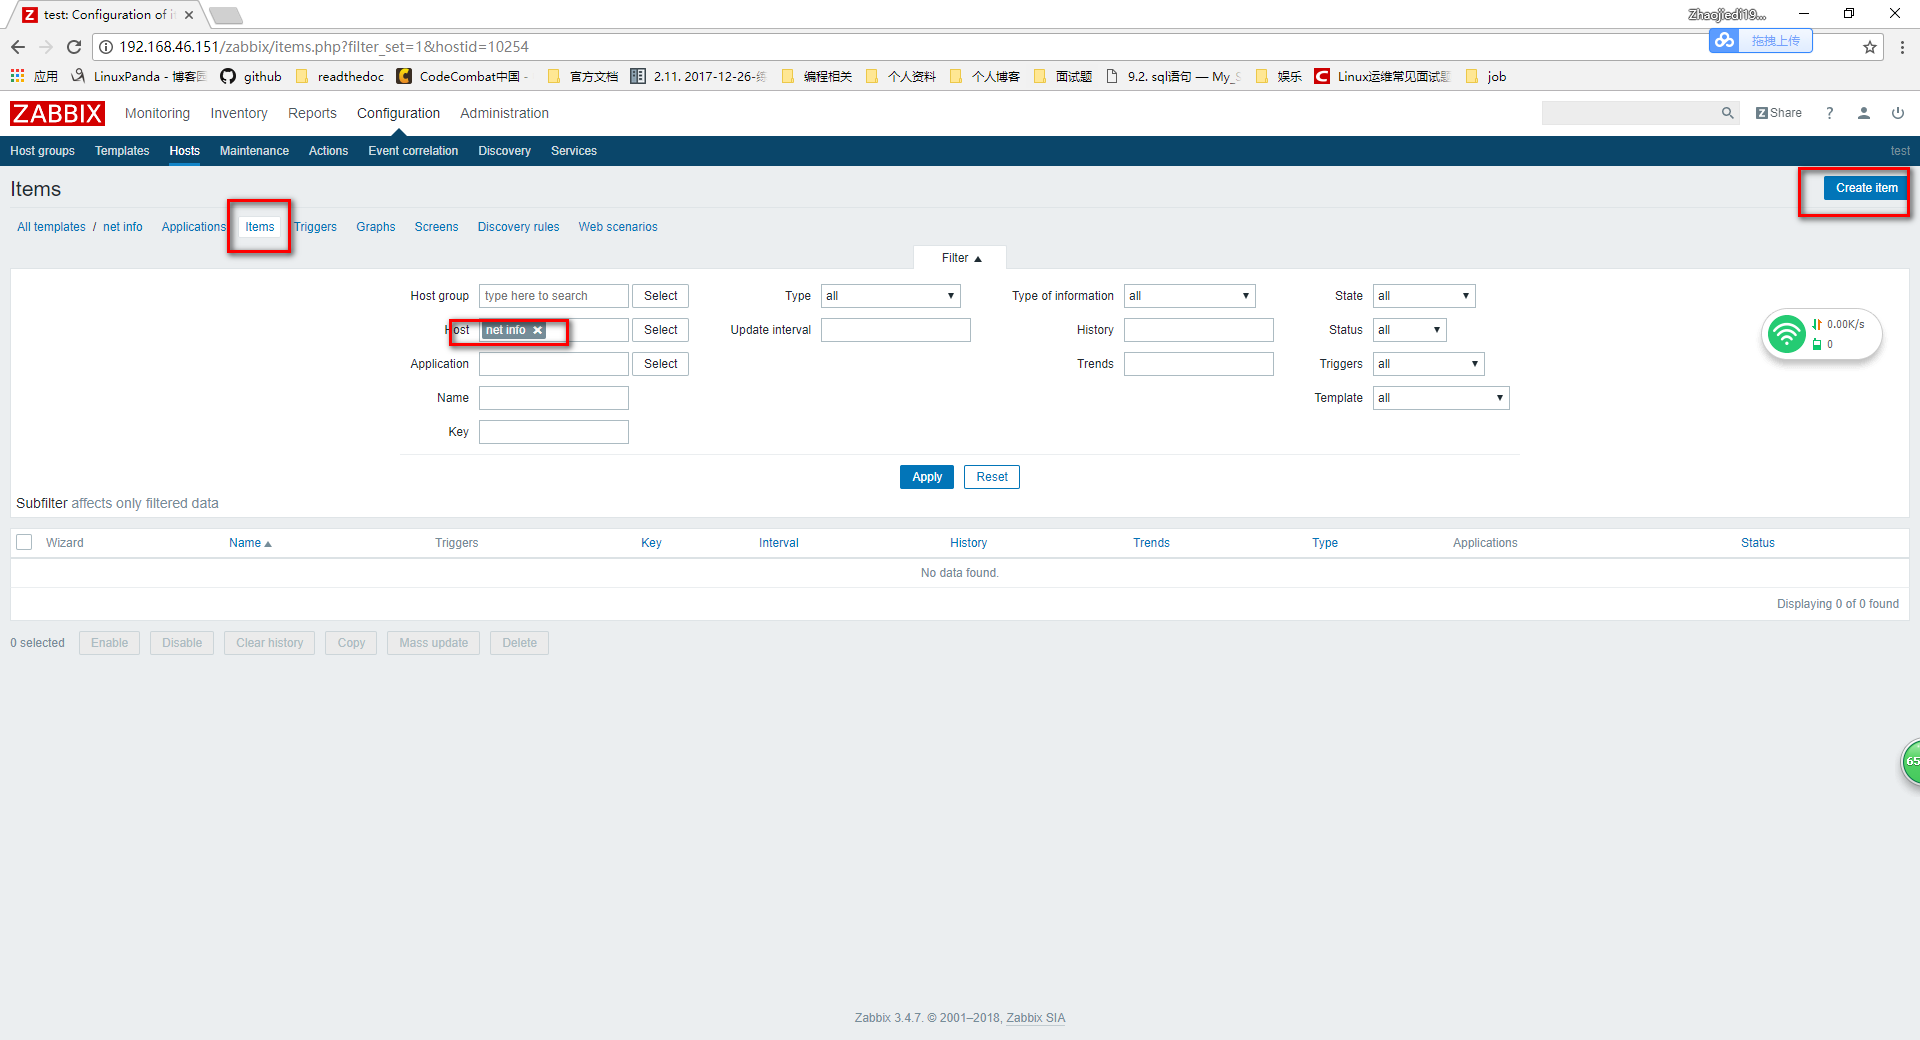 test: Configuration of i
Zhaojiedi19...
192.168.46.151/zabbix/items.php?filter_set=1&hostid=10254
拖拽上传
应用 LinuxPanda - 博客园 github readthedoc CodeCombat中国 - 官方文档 2.11. 2017-12-26- 编程相关 个人资料 个人博客 面试题 9.2. sql语句 — My_S 娱乐 Linux运维常见面试题 job
ZABBIX Monitoring Inventory Reports Configuration Administration Z Share ?
Host groups Templates Hosts Maintenance Actions Event correlation Discovery Services test
Items Create item
All templates / net info Applications Items Triggers Graphs Screens Discovery rules Web scenarios
Filter ▲
Host group type here to search Select Type all Type of information all State all
Host net info × Select Update interval History Status all
Application Select Trends Triggers all
Name Template all
Key
Apply Reset
Subfilter affects only filtered data
Wizard Name ▲ Triggers Key Interval History Trends Type Applications Status
No data found.
Displaying 0 of 0 found
0 selected Enable Disable Clear history Copy Mass update Delete
0.00K/s
0
65
Zabbix 3.4.7. © 2001–2018, Zabbix SIA